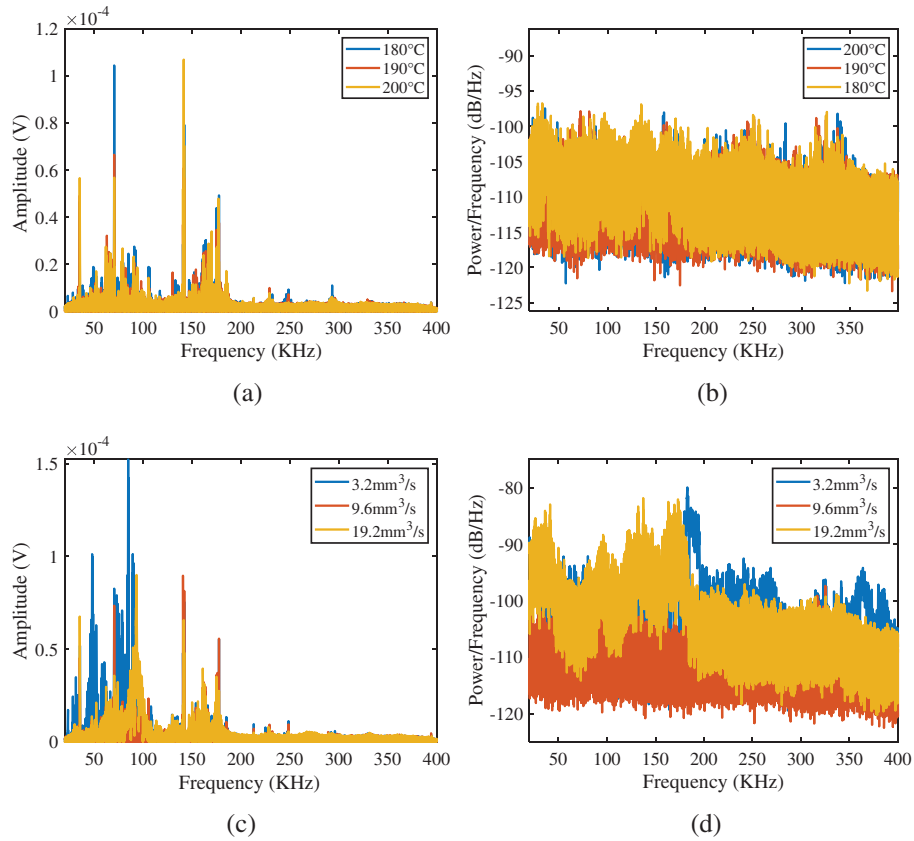 ×10⁻⁴
1.2
1
0.8
0.6
0.4
0.2
0
Amplitude (V)
180°C
190°C
200°C
50 100 150 200 250 300 350 400
Frequency (KHz)
(a)
-85
-90
-95
-100
-105
-110
-115
-120
-125
Power/Frequency (dB/Hz)
200°C
190°C
180°C
50 100 150 200 250 300 350
Frequency (KHz)
(b)
×10⁻⁴
1.5
1
0.5
0
Amplitude (V)
3.2mm³/s
9.6mm³/s
19.2mm³/s
50 100 150 200 250 300 350 400
Frequency (KHz)
(c)
-80
-90
-100
-110
-120
Power/Frequency (dB/Hz)
3.2mm³/s
9.6mm³/s
19.2mm³/s
50 100 150 200 250 300 350 400
Frequency (KHz)
(d)